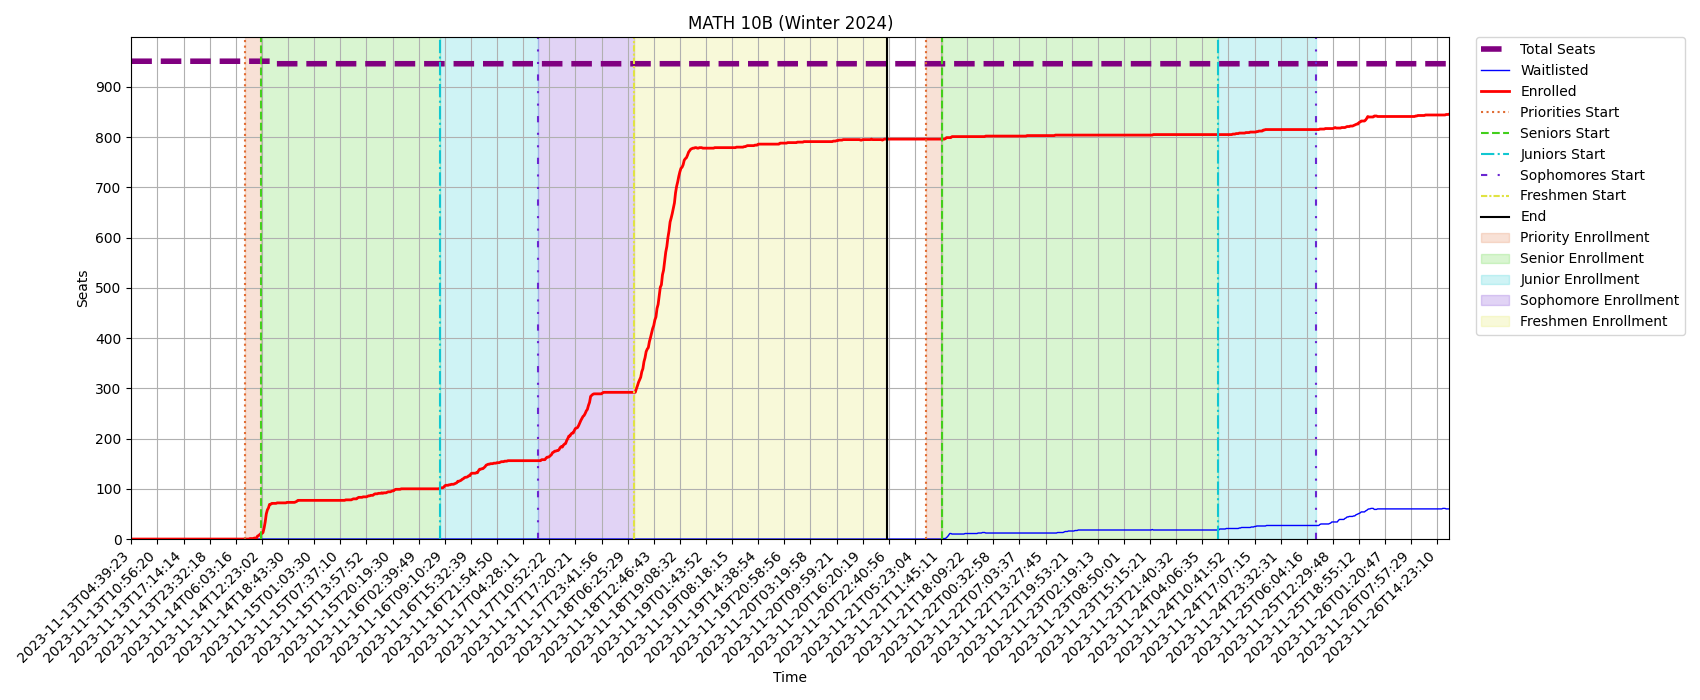 MATH 10B (Winter 2024)
Total Seats
Waitlisted
Enrolled
Priorities Start
Seniors Start
Juniors Start
Sophomores Start
Freshmen Start
End
Priority Enrollment
Senior Enrollment
Junior Enrollment
Sophomore Enrollment
Freshmen Enrollment
Seats
900
800
700
600
500
400
300
200
100
0
2023-11-13T04:39:23
2023-11-13T10:56:20
2023-11-13T17:14:14
2023-11-13T23:32:18
2023-11-14T06:03:16
2023-11-14T12:23:02
2023-11-14T18:43:30
2023-11-15T01:03:30
2023-11-15T07:37:10
2023-11-15T13:57:52
2023-11-15T20:19:30
2023-11-16T02:39:49
2023-11-16T09:10:29
2023-11-16T15:32:39
2023-11-16T21:54:50
2023-11-17T04:28:11
2023-11-17T10:52:22
2023-11-17T17:20:21
2023-11-17T23:41:56
2023-11-18T06:25:29
2023-11-18T12:46:43
2023-11-18T19:08:32
2023-11-19T01:43:52
2023-11-19T08:18:15
2023-11-19T14:38:54
2023-11-19T20:58:56
2023-11-20T03:19:58
2023-11-20T09:59:21
2023-11-20T16:20:19
2023-11-20T22:40:56
2023-11-21T05:23:04
2023-11-21T11:45:11
2023-11-21T18:09:22
2023-11-22T00:32:58
2023-11-22T07:03:37
2023-11-22T13:27:45
2023-11-22T19:53:21
2023-11-23T02:19:13
2023-11-23T08:50:01
2023-11-23T15:15:21
2023-11-23T21:40:32
2023-11-24T04:06:35
2023-11-24T10:41:52
2023-11-24T17:07:15
2023-11-24T23:32:31
2023-11-25T06:04:16
2023-11-25T12:29:48
2023-11-25T18:55:12
2023-11-26T01:20:47
2023-11-26T07:57:29
2023-11-26T14:23:10
Time